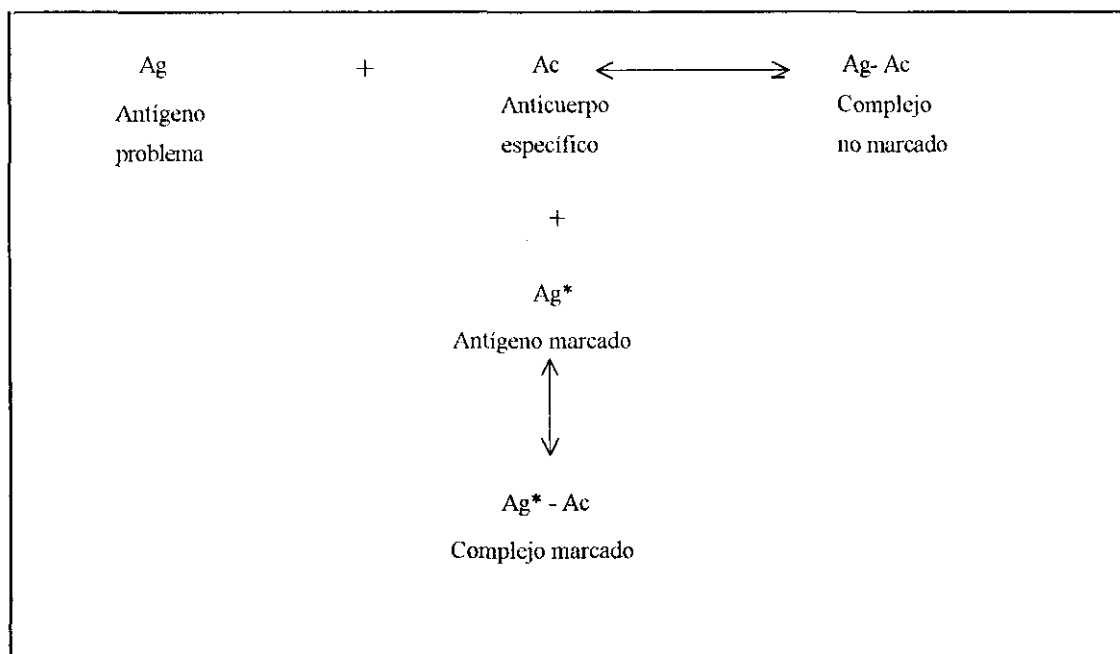 Ag + Ac Ag- Ac
Antígeno Anticuerpo Complejo
problema específico no marcado
+
Ag*
Antígeno marcado
Ag* - Ac
Complejo marcado